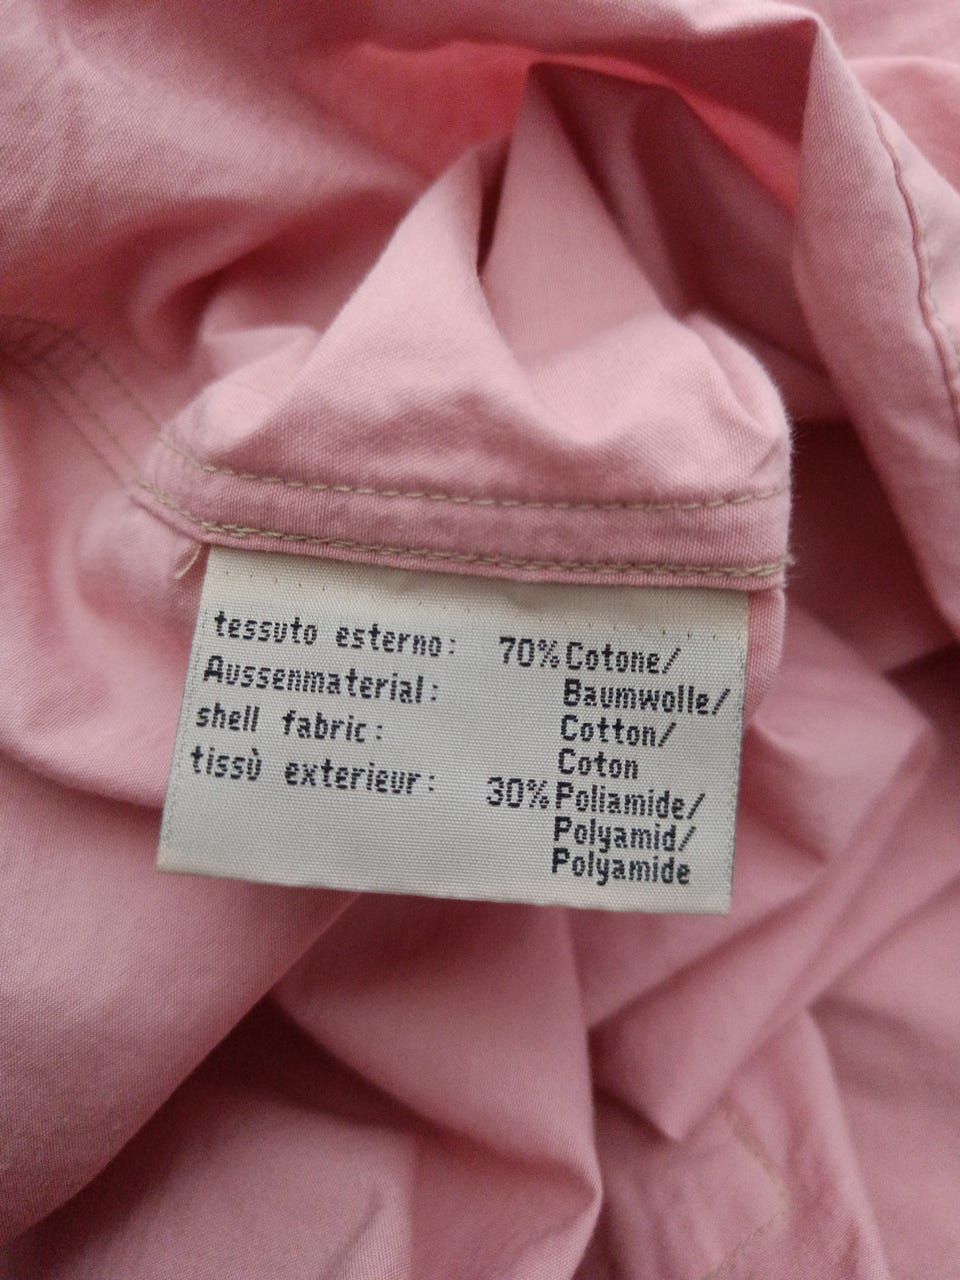 tessuto esterno: 70% Cotone/
Aussenmaterial: Baumwolle/
shell fabric: Cotton/
tissù exterieur: Coton
30% Poliamide/
Polyamid/
Polyamide